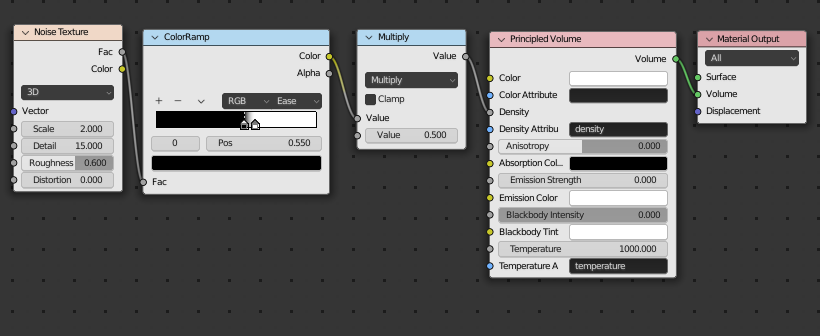 Noise Texture
Fac
Color
3D
Vector
Scale 2.000
Detail 15.000
Roughness 0.600
Distortion 0.000
ColorRamp
Color
Alpha
+ − RGB Ease
0 Pos 0.550
Fac
Multiply
Value
Multiply
Clamp
Value
Value 0.500
Principled Volume
Volume
Color
Color Attribute
Density
Density Attribu density
Anisotropy 0.000
Absorption Col...
Emission Strength 0.000
Emission Color
Blackbody Intensity 0.000
Blackbody Tint
Temperature 1000.000
Temperature A temperature
Material Output
All
Surface
Volume
Displacement